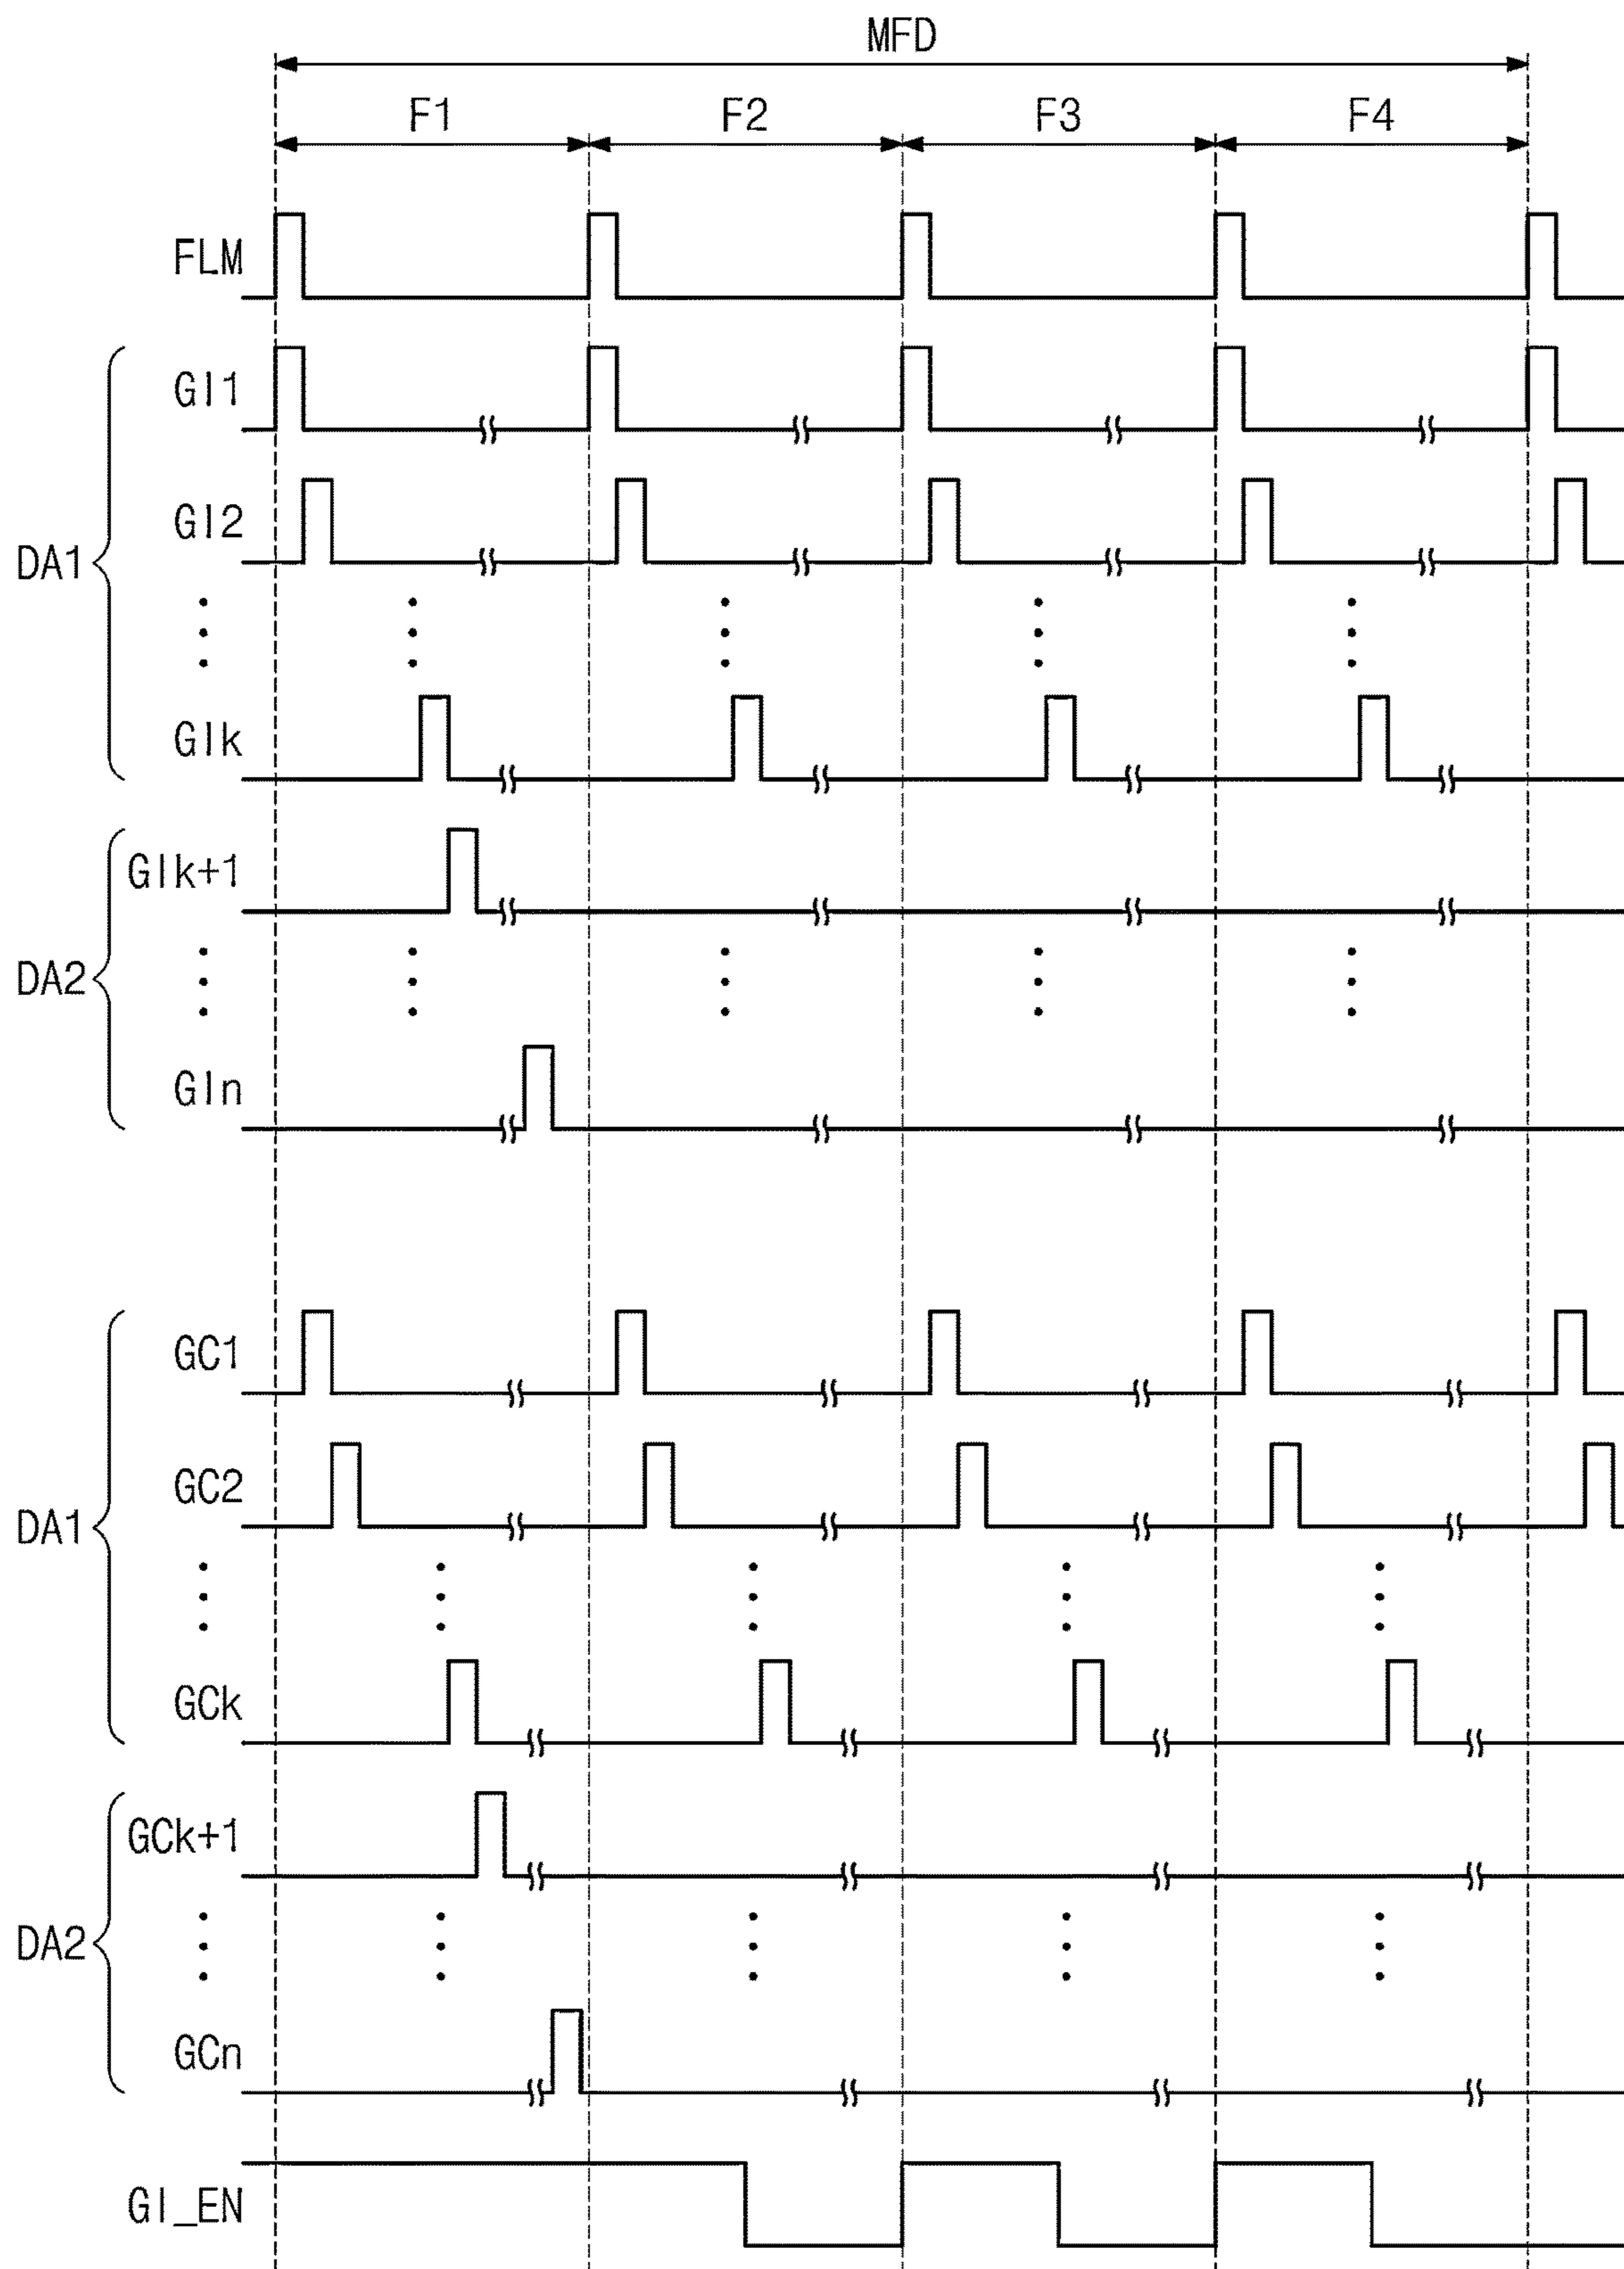 MFD
F1 F2 F3 F4
FLM
DA1
GI1
GI2
GIk
DA2
GIk+1
GIn
DA1
GC1
GC2
GCk
DA2
GCk+1
GCn
GI_EN